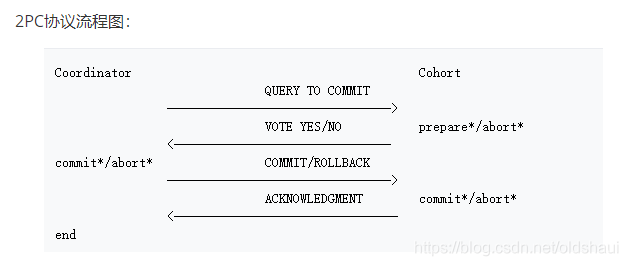 2PC协议流程图：
Coordinator Cohort
QUERY TO COMMIT
VOTE YES/NO prepare*/abort*
commit*/abort* COMMIT/ROLLBACK
ACKNOWLEDGMENT commit*/abort*
end
https://blog.csdn.net/oldshaui